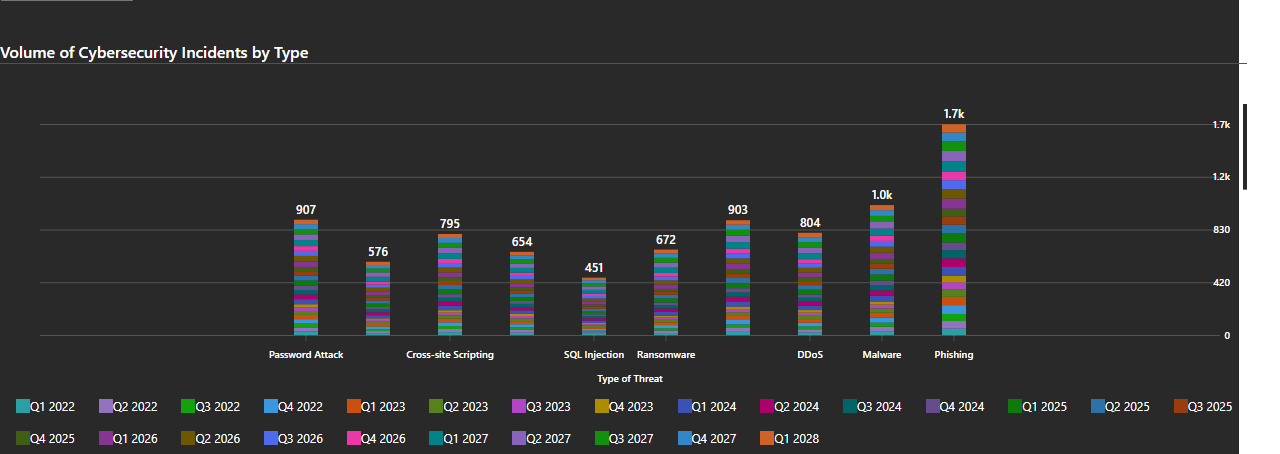 Volume of Cybersecurity Incidents by Type
1.7k
1.7k
1.2k
1.0k
907
903
830
795
804
654
672
576
451
420
0
Password Attack Cross-site Scripting SQL Injection Ransomware DDoS Malware Phishing
Type of Threat
Q1 2022 Q2 2022 Q3 2022 Q4 2022 Q1 2023 Q2 2023 Q3 2023 Q4 2023 Q1 2024 Q2 2024 Q3 2024 Q4 2024 Q1 2025 Q2 2025 Q3 2025
Q4 2025 Q1 2026 Q2 2026 Q3 2026 Q4 2026 Q1 2027 Q2 2027 Q3 2027 Q4 2027 Q1 2028